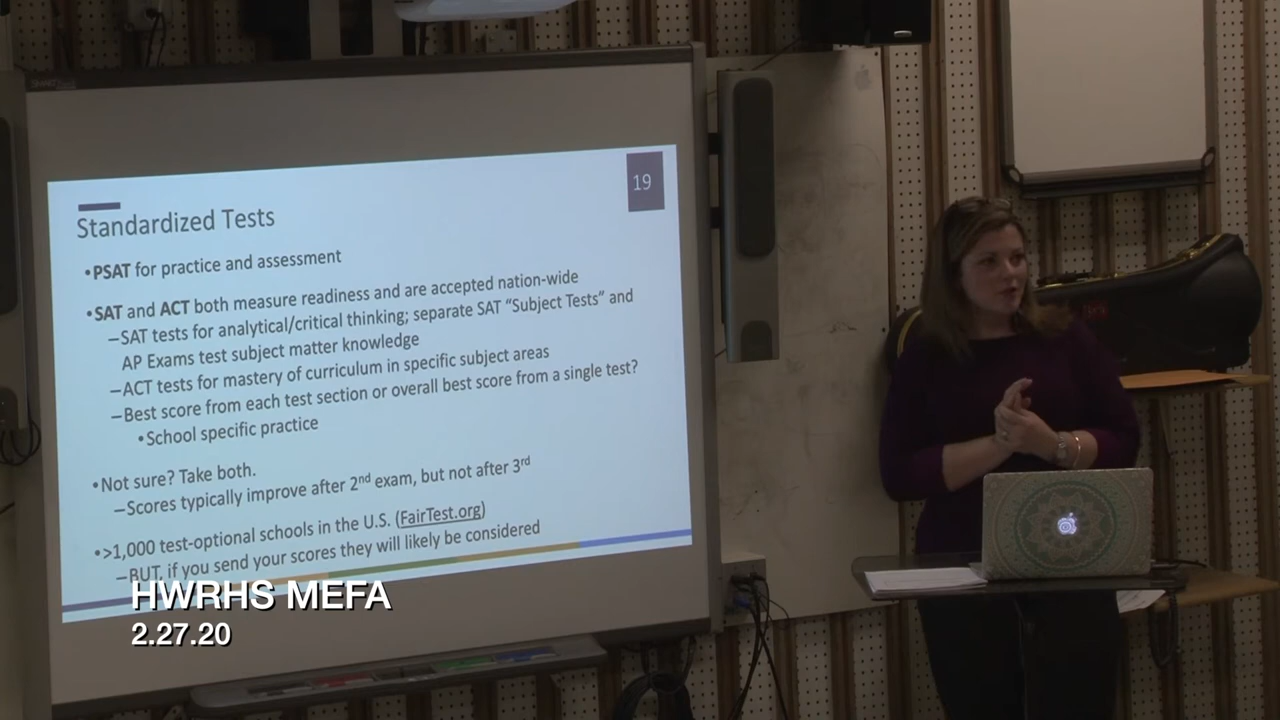 19
Standardized Tests
•PSAT for practice and assessment
•SAT and ACT both measure readiness and are accepted nation-wide
–SAT tests for analytical/critical thinking; separate SAT “Subject Tests” and
AP Exams test subject matter knowledge
–ACT tests for mastery of curriculum in specific subject areas
–Best score from each test section or overall best score from a single test?
•School specific practice
•Not sure? Take both.
–Scores typically improve after 2nd exam, but not after 3rd
•>1,000 test-optional schools in the U.S. (FairTest.org)
–BUT, if you send your scores they will likely be considered
HWRHS MEFA
2.27.20